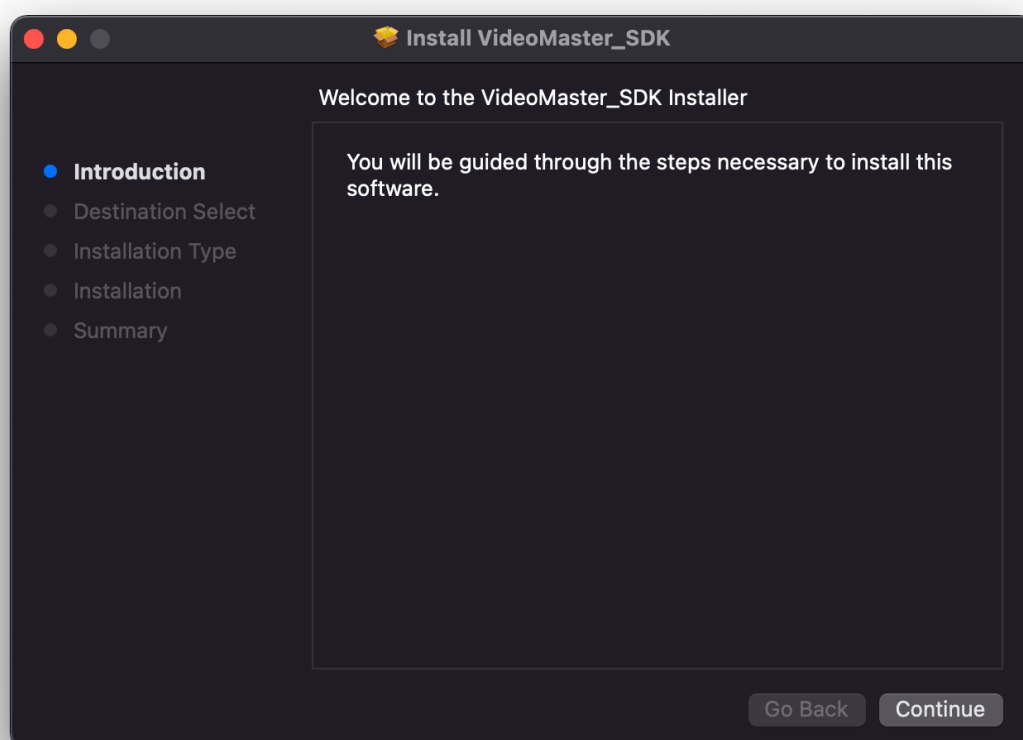 Install VideoMaster_SDK
Welcome to the VideoMaster_SDK Installer
Introduction
Destination Select
Installation Type
Installation
Summary
You will be guided through the steps necessary to install this
software.
Go Back
Continue